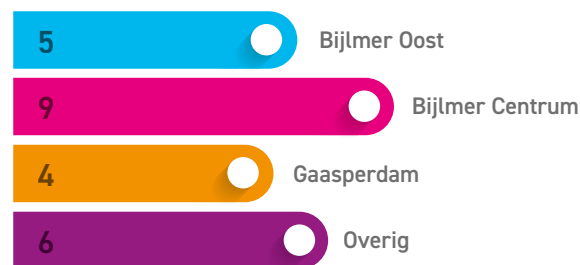 5 Bijlmer Oost
9 Bijlmer Centrum
4 Gaasperdam
6 Overig